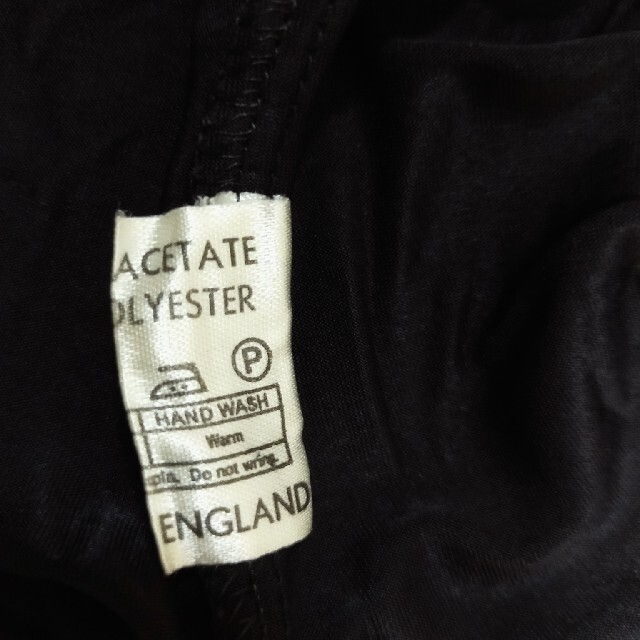 ACETATE
OLYESTER
P
HAND WASH
Warm
Do not wring
ENGLAND